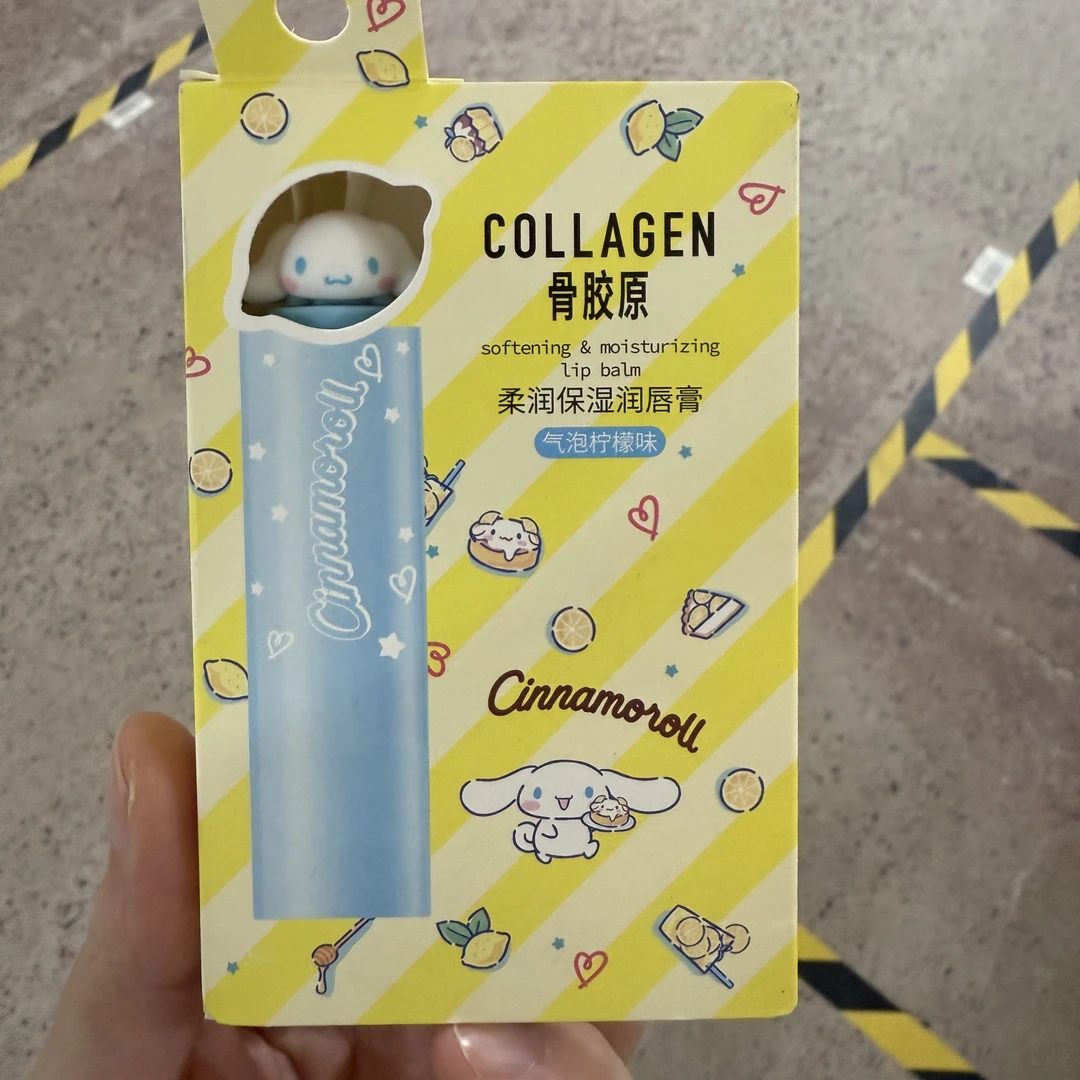 COLLAGEN
骨胶原
softening & moisturizing
lip balm
柔润保湿润唇膏
气泡柠檬味
Cinnamoroll
Cinnamoroll